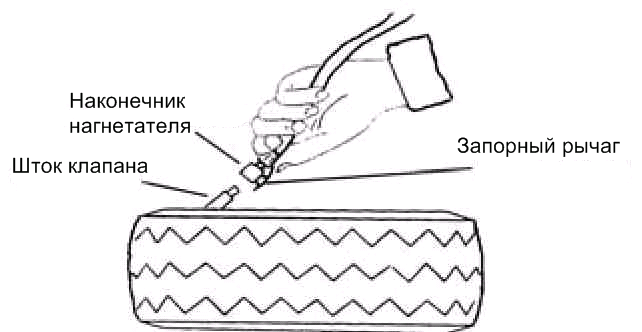 Наконечник
нагнетателя
Шток клапана
Запорный рычаг